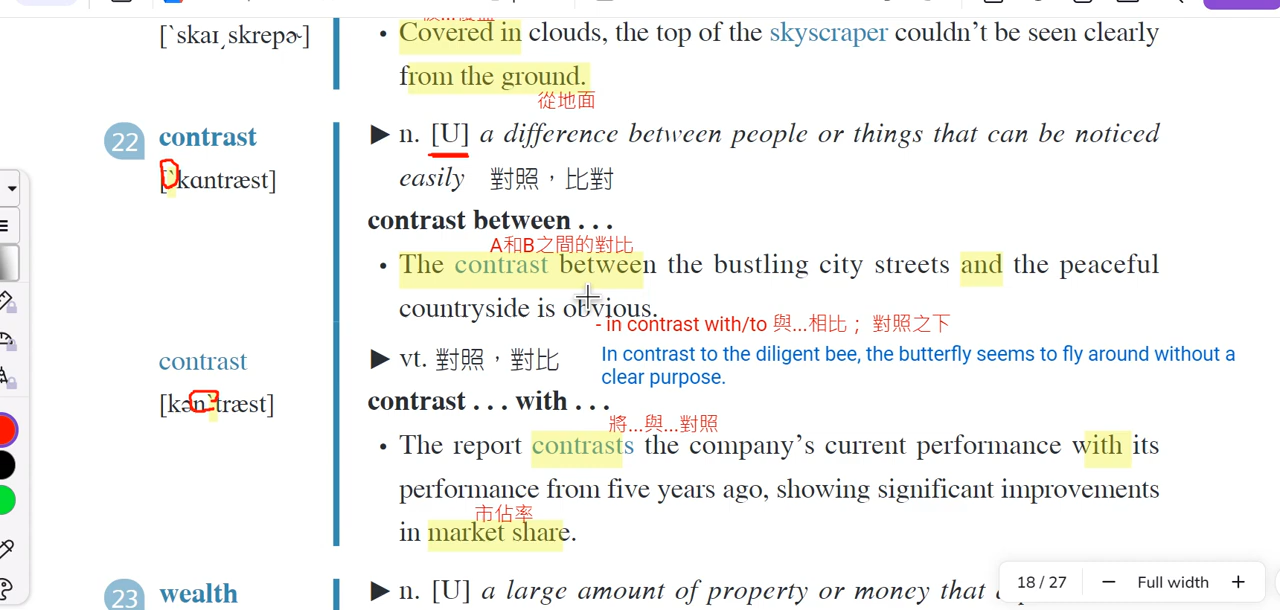 [ˋskaɪˏskrepɚ]
• Covered in clouds, the top of the skyscraper couldn't be seen clearly
from the ground.
從地面
22 contrast
[ˋkɑntræst]
▶ n. [U] a difference between people or things that can be noticed
easily 對照，比對
contrast between . . .
A和B之間的對比
• The contrast between the bustling city streets and the peaceful
countryside is obvious.
- in contrast with/to 與...相比； 對照之下
In contrast to the diligent bee, the butterfly seems to fly around without a
clear purpose.
contrast
[kənˋtræst]
▶ vt. 對照，對比
contrast . . . with . . .
將...與...對照
• The report contrasts the company's current performance with its
performance from five years ago, showing significant improvements
市佔率
in market share.
23 wealth
▶ n. [U] a large amount of property or money that a
18 / 27 — Full width +